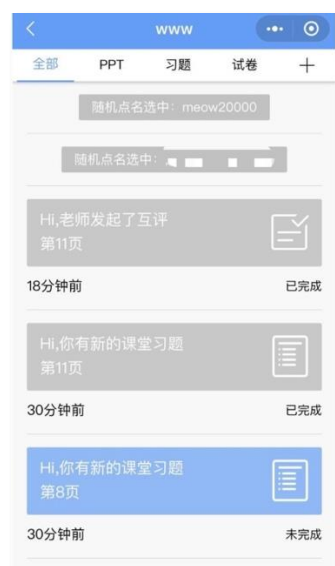 www
全部 PPT 习题 试卷
随机点名选中：meow20000
随机点名选中：
Hi,老师发起了互评
第11页
18分钟前 已完成
Hi,你有新的课堂习题
第11页
30分钟前 已完成
Hi,你有新的课堂习题
第8页
30分钟前 未完成